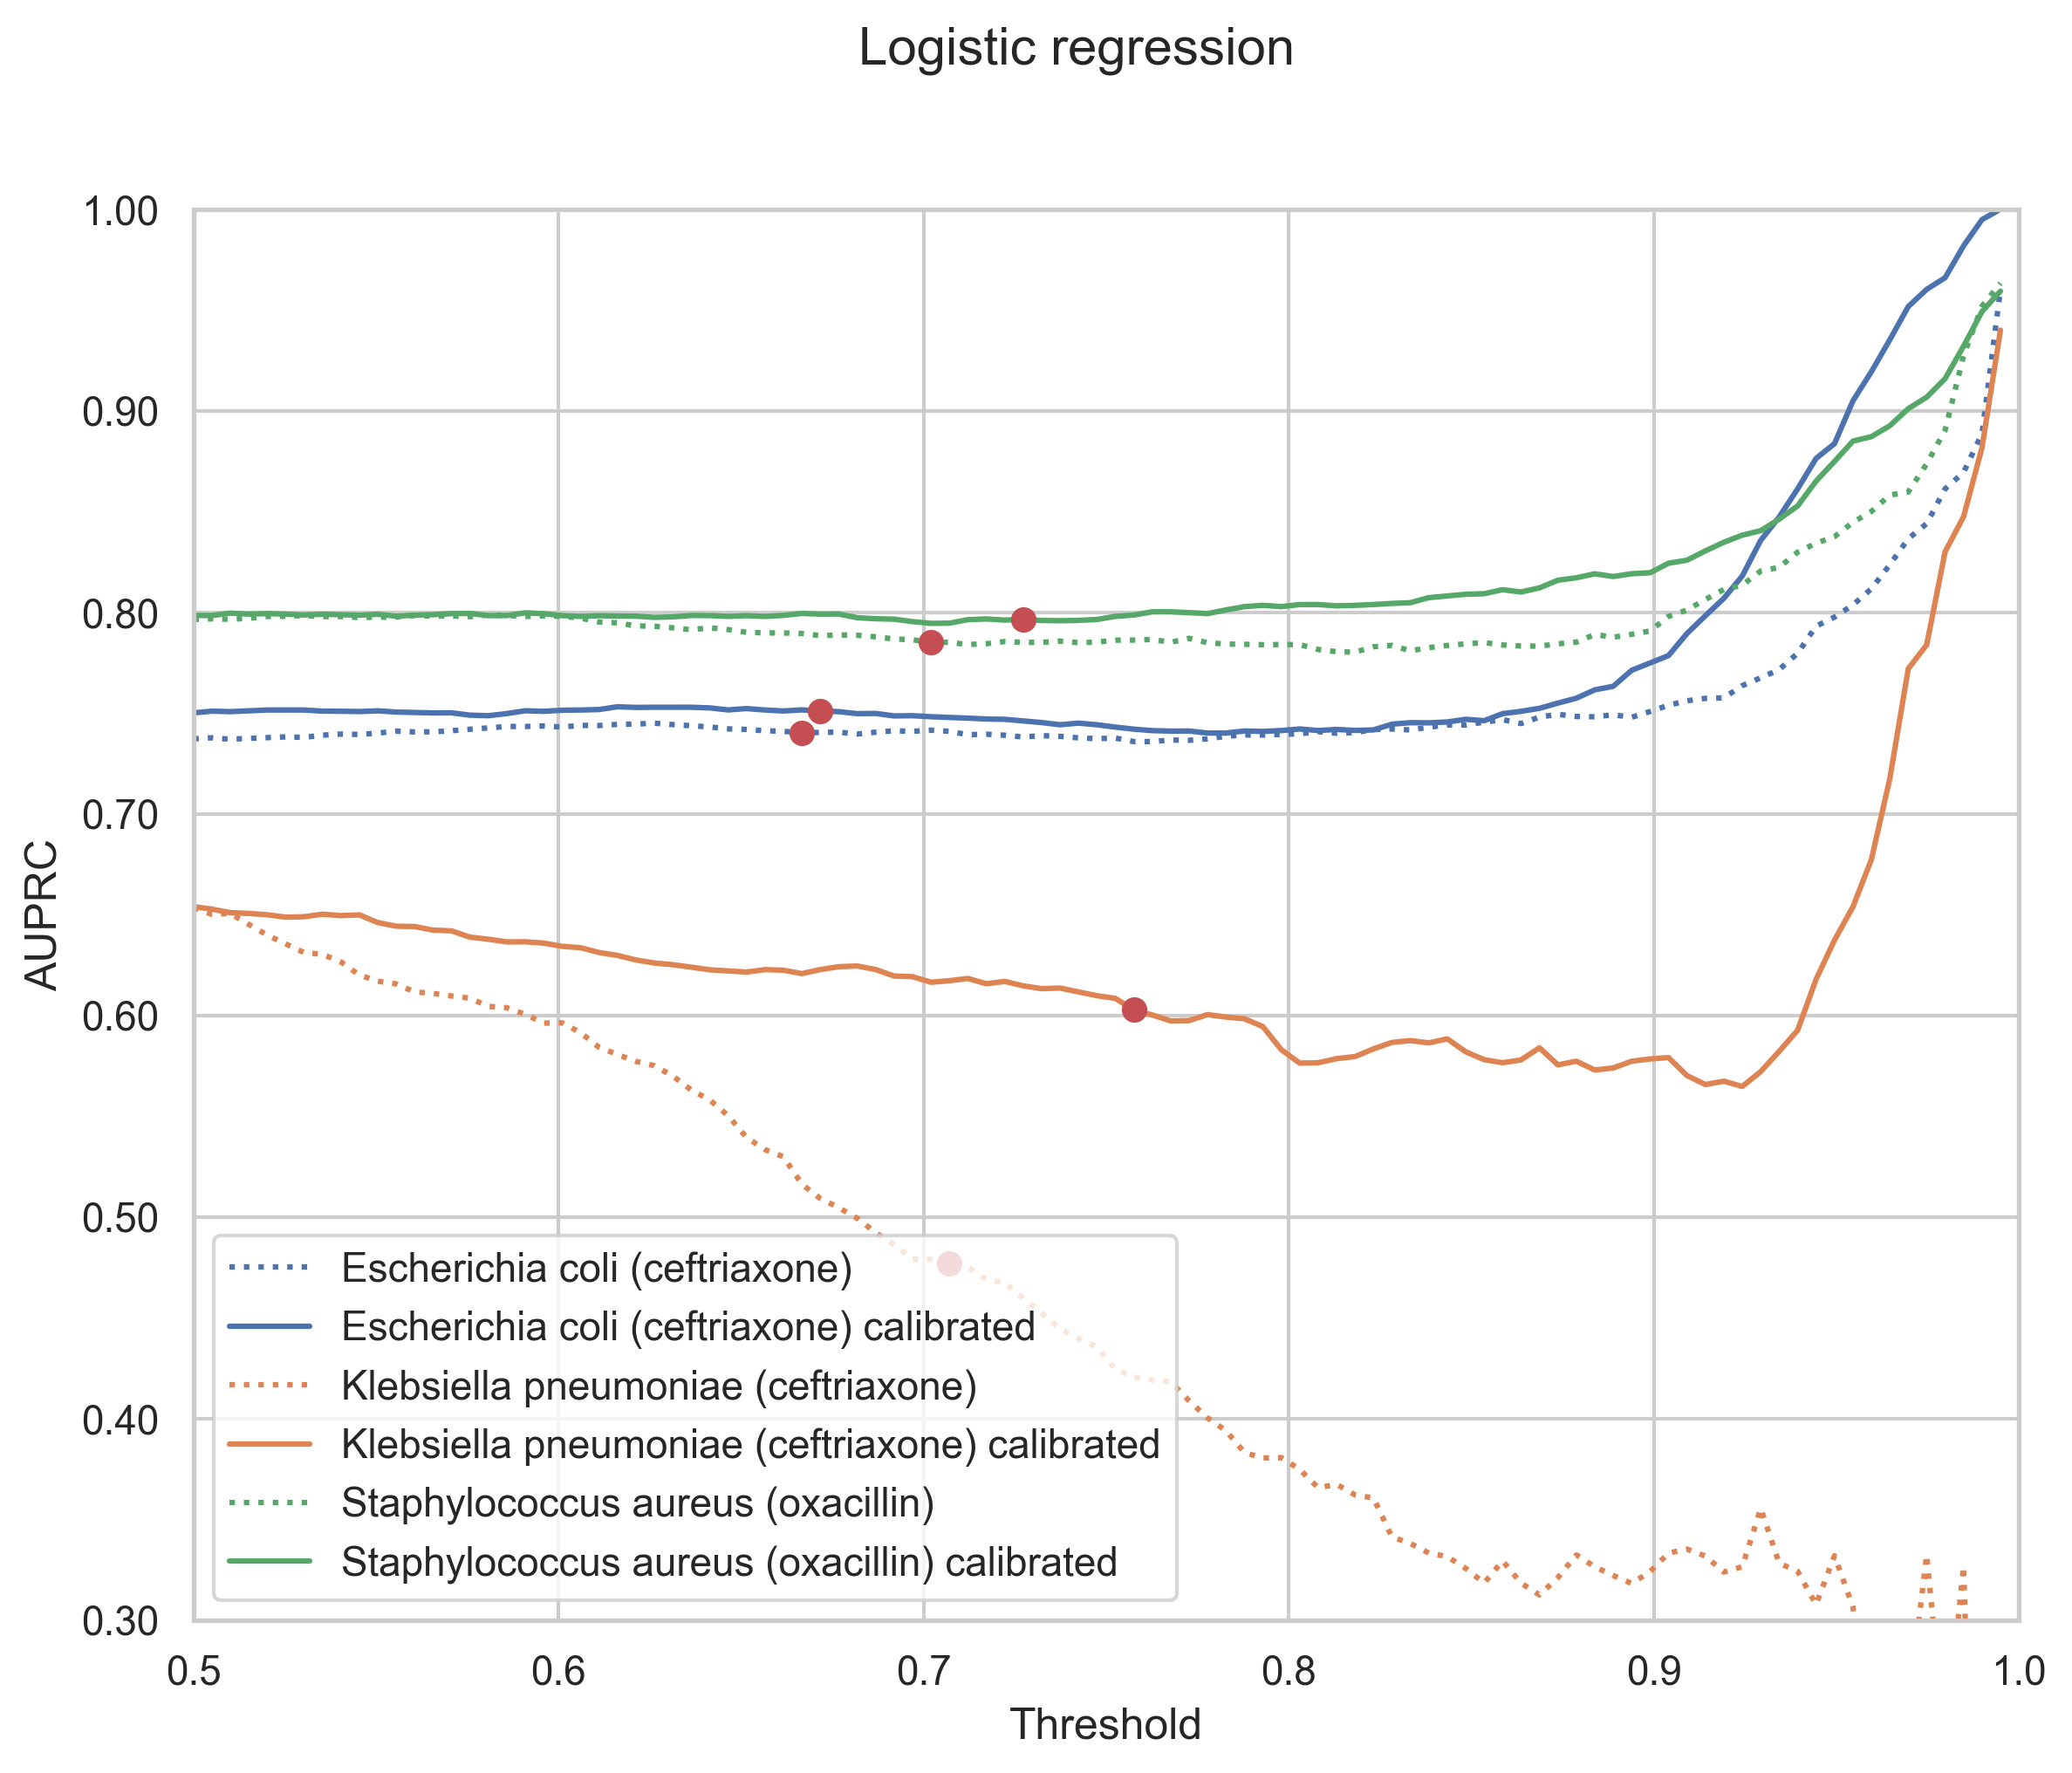 Logistic regression
1.00
0.90
0.80
0.70
0.60
0.50
0.40
0.30
AUPRC
Escherichia coli (ceftriaxone)
Escherichia coli (ceftriaxone) calibrated
Klebsiella pneumoniae (ceftriaxone)
Klebsiella pneumoniae (ceftriaxone) calibrated
Staphylococcus aureus (oxacillin)
Staphylococcus aureus (oxacillin) calibrated
0.5 0.6 0.7 0.8 0.9 1.0
Threshold